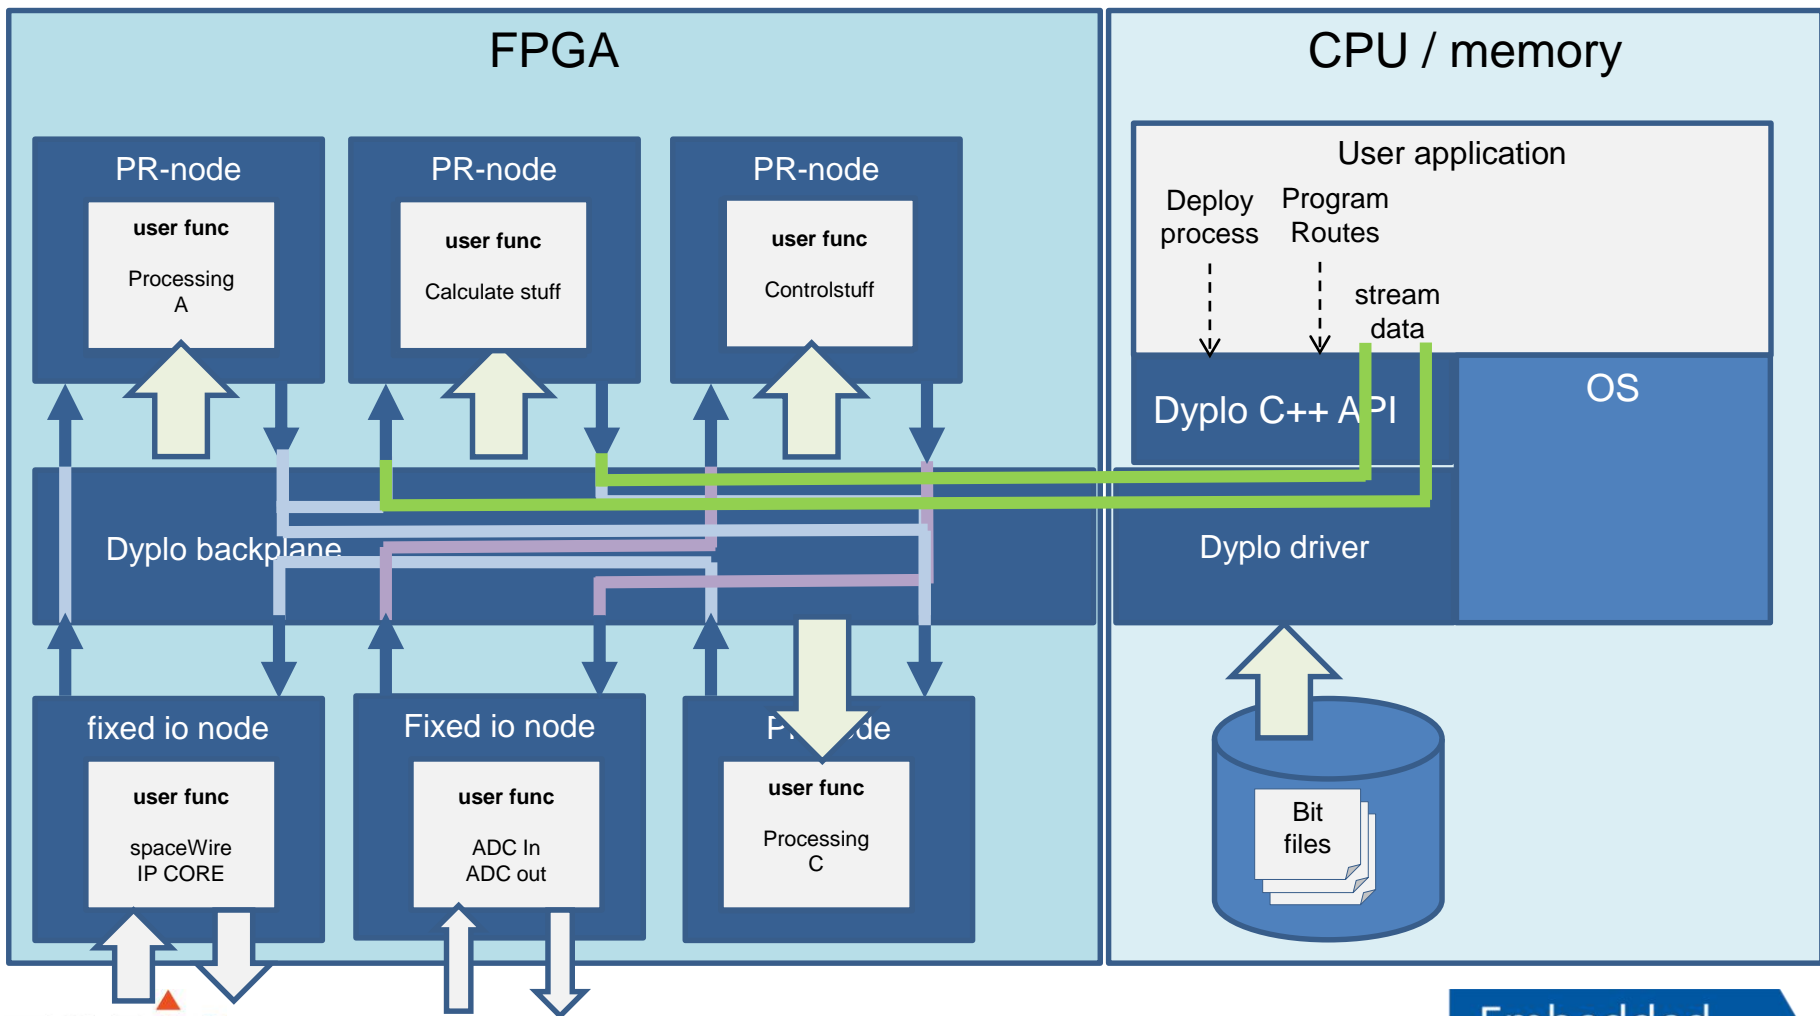 FPGA
CPU / memory
PR-node
user func
Processing
A
PR-node
user func
Calculate stuff
PR-node
user func
Controlstuff
User application
Deploy
process
Program
Routes
stream
data
Dyplo C++ API
OS
Dyplo backplane
Dyplo driver
fixed io node
user func
spaceWire
IP CORE
Fixed io node
user func
ADC In
ADC out
user func
Processing
C
Bit
files
Embedded